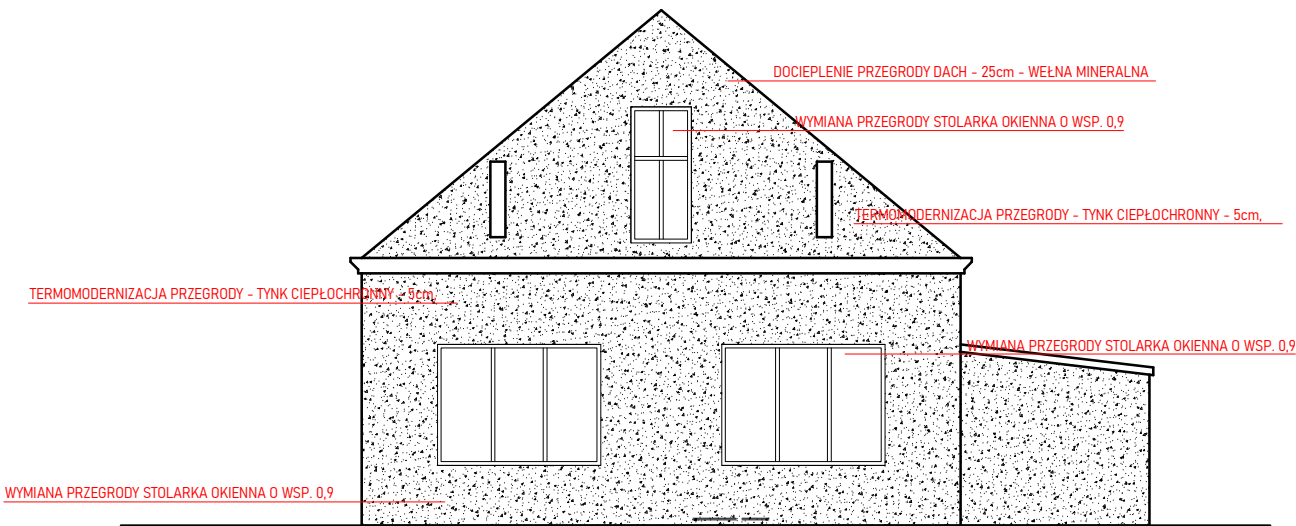 DOCIEPLENIE PRZEGRODY DACH - 25cm - WEŁNA MINERALNA
WYMIANA PRZEGRODY STOLARKA OKIENNA O WSP. 0,9
TERMOMODERNIZACJA PRZEGRODY - TYNK CIEPŁOCHRONNY - 5cm,
TERMOMODERNIZACJA PRZEGRODY - TYNK CIEPŁOCHRONNY - 5cm,
WYMIANA PRZEGRODY STOLARKA OKIENNA O WSP. 0,9
WYMIANA PRZEGRODY STOLARKA OKIENNA O WSP. 0,9